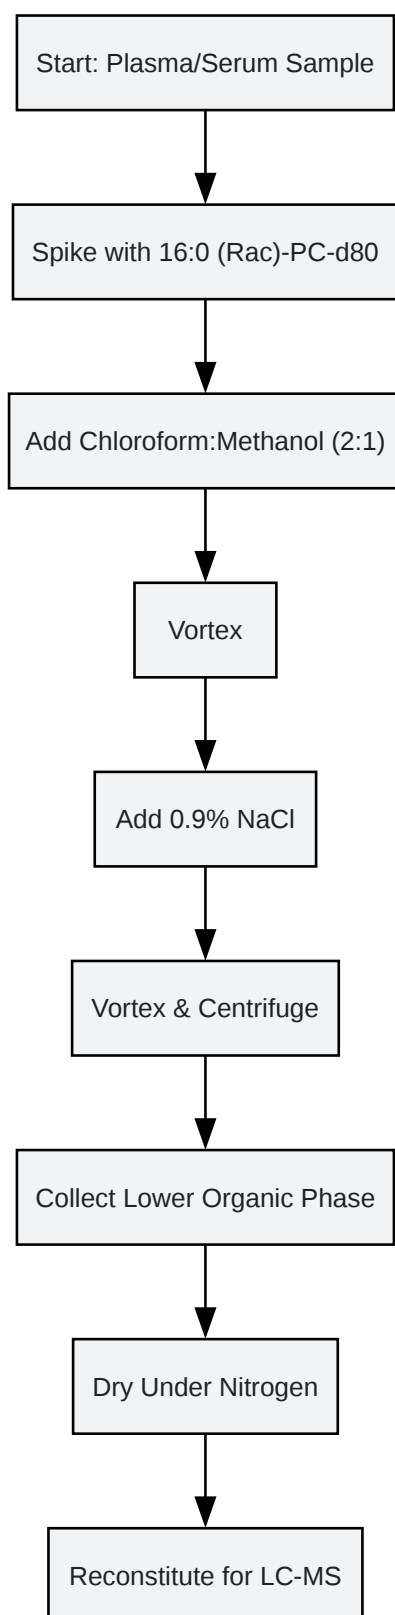 Start: Plasma/Serum Sample
Spike with 16:0 (Rac)-PC-d80
Add Chloroform:Methanol (2:1)
Vortex
Add 0.9% NaCl
Vortex & Centrifuge
Collect Lower Organic Phase
Dry Under Nitrogen
Reconstitute for LC-MS